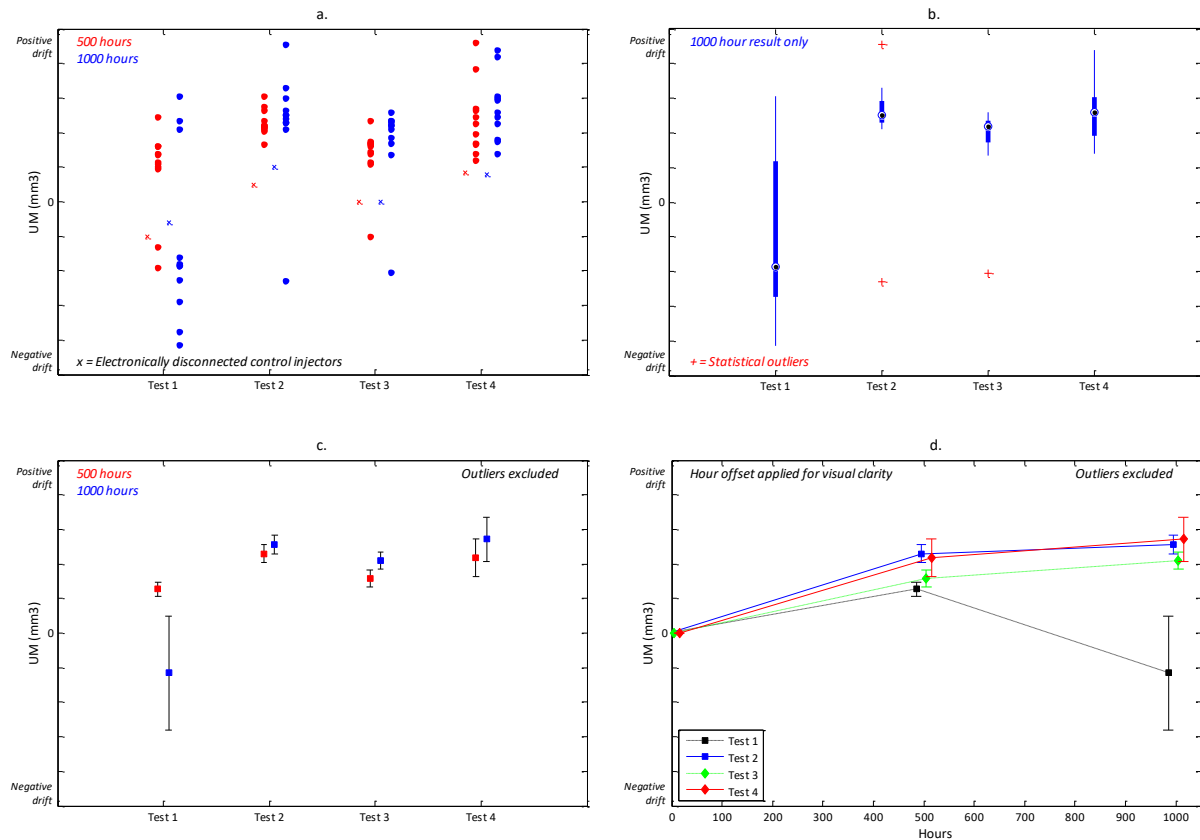 a.
Positive
drift
500 hours
1000 hours
UM (mm3)
0
Negative
drift
x = Electronically disconnected control injectors
Test 1
Test 2
Test 3
Test 4
b.
Positive
drift
1000 hour result only
UM (mm3)
0
Negative
drift
+ = Statistical outliers
Test 1
Test 2
Test 3
Test 4
c.
Positive
drift
500 hours
1000 hours
Outliers excluded
UM (mm3)
0
Negative
drift
Test 1
Test 2
Test 3
Test 4
d.
Positive
drift
Hour offset applied for visual clarity
Outliers excluded
UM (mm3)
0
Negative
drift
Test 1
Test 2
Test 3
Test 4
0 100 200 300 400 500 600 700 800 900 1000
Hours